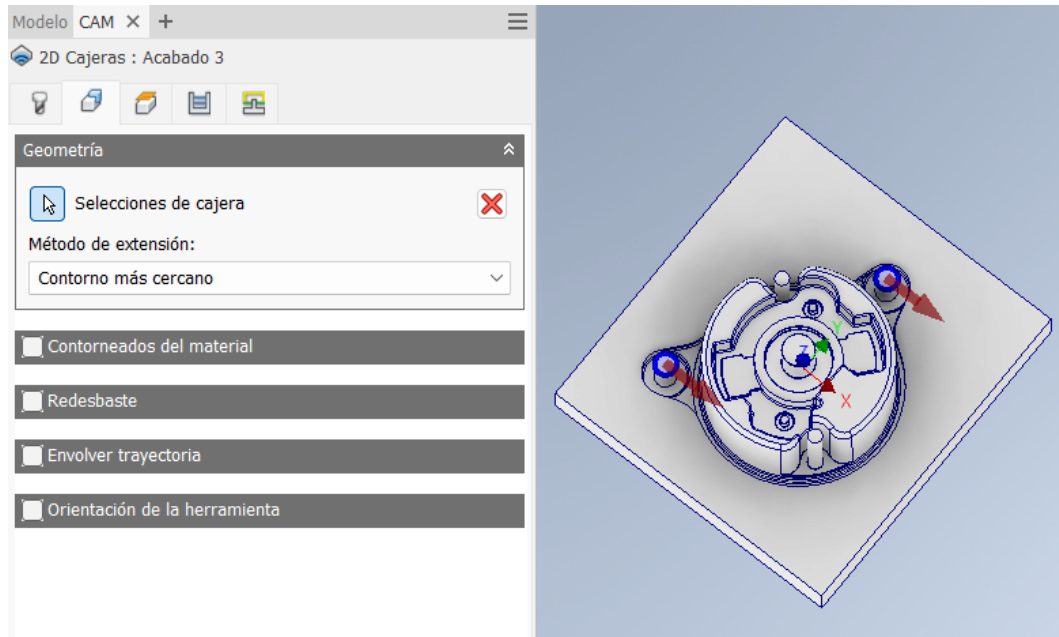 Modelo CAM
2D Cajeras : Acabado 3
Geometría
Selecciones de cajera
Método de extensión:
Contorno más cercano
Contorneados del material
Redesbaste
Envolver trayectoria
Orientación de la herramienta
Y
Z
X